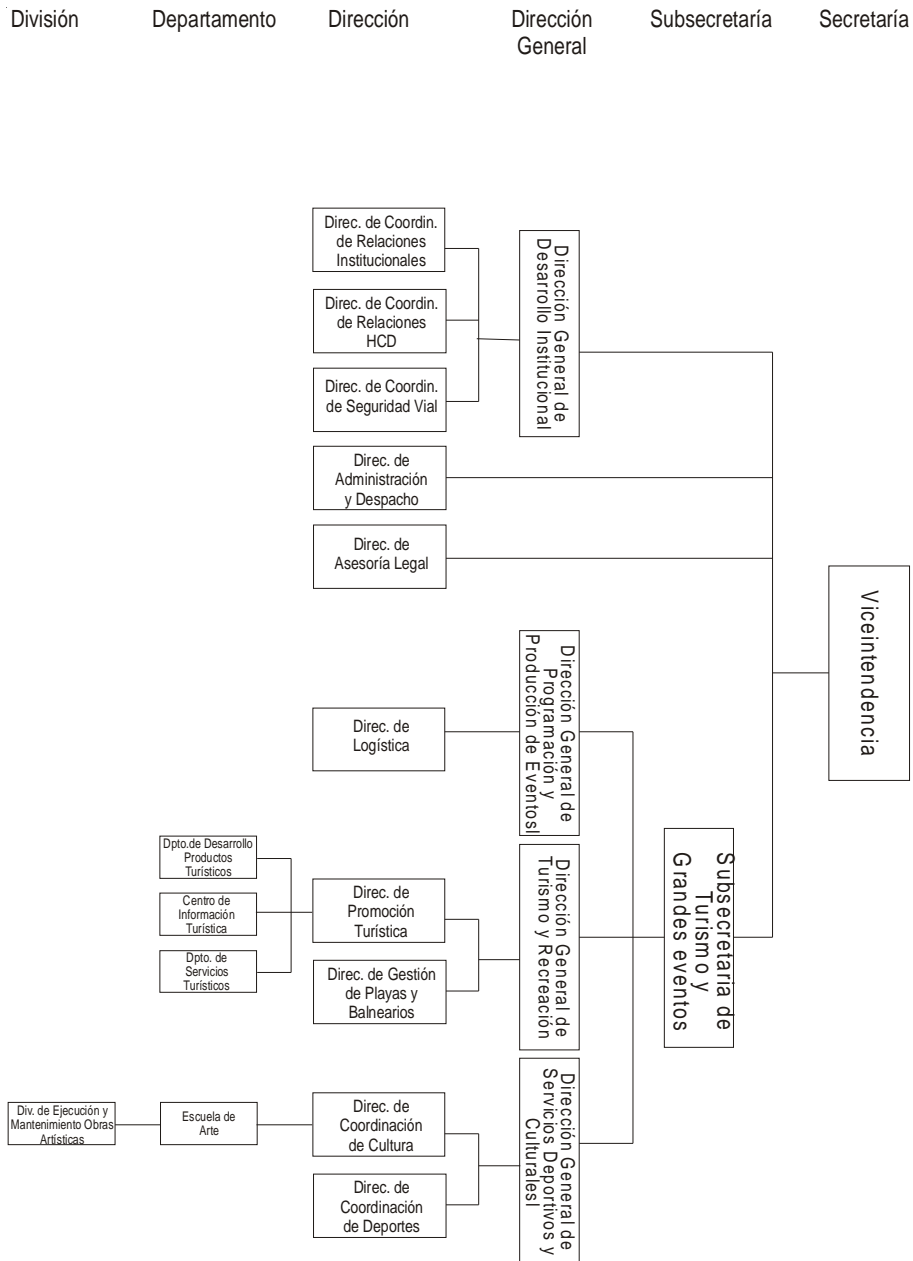 División
Departamento
Dirección
Dirección
General
Subsecretaría
Secretaría
Direc. de Coordin.
de Relaciones
Institucionales
Direc. de Coordin.
de Relaciones
HCD
Direc. de Coordin.
de Seguridad Vial
Dirección General de
Desarrollo Institucional
Direc. de
Administración
y Despacho
Direc. de
Asesoría Legal
Viceintendencia
Direc. de
Logística
Dirección General de
Programación y
Producción de Eventosl
Dpto.de Desarrollo
Productos
Turísticos
Centro de
Información
Turística
Dpto. de
Servicios
Turísticos
Direc. de
Promoción
Turística
Direc. de Gestión
de Playas y
Balnearios
Dirección General de
Turismo y Recreación
Subsecretaria de
Turismo y
Grandes eventos
Div. de Ejecución y
Mantenimiento Obras
Artísticas
Escuela de
Arte
Direc. de
Coordinación
de Cultura
Direc. de
Coordinación
de Deportes
Dirección General de
Servicios Deportivos y
Culturalesl